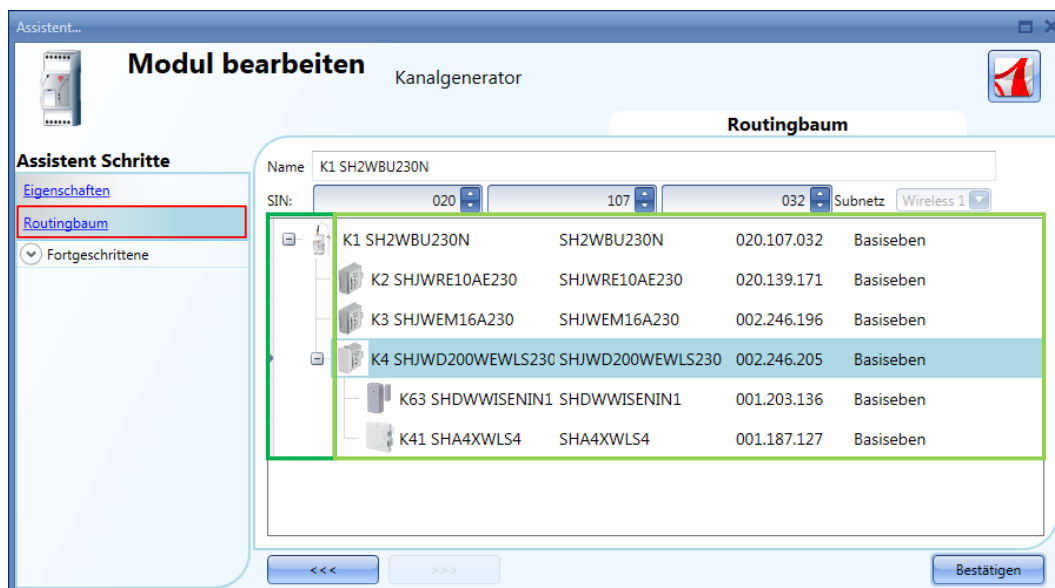 Assistent...
Modul bearbeiten Kanalgenerator
Routingbaum
Assistent Schritte
Eigenschaften
Routingbaum
Fortgeschrittene
Name K1 SH2WBU230N
SIN: 020 107 032 Subnetz Wireless 1
K1 SH2WBU230N SH2WBU230N 020.107.032 Basiseben
K2 SHJWRE10AE230 SHJWRE10AE230 020.139.171 Basiseben
K3 SHJWEM16A230 SHJWEM16A230 002.246.196 Basiseben
K4 SHJWD200WEWLS230 SHJWD200WEWLS230 002.246.205 Basiseben
K63 SHDWWISENIN1 SHDWWISENIN1 001.203.136 Basiseben
K41 SHA4XWLS4 SHA4XWLS4 001.187.127 Basiseben
<<< >>> Bestätigen